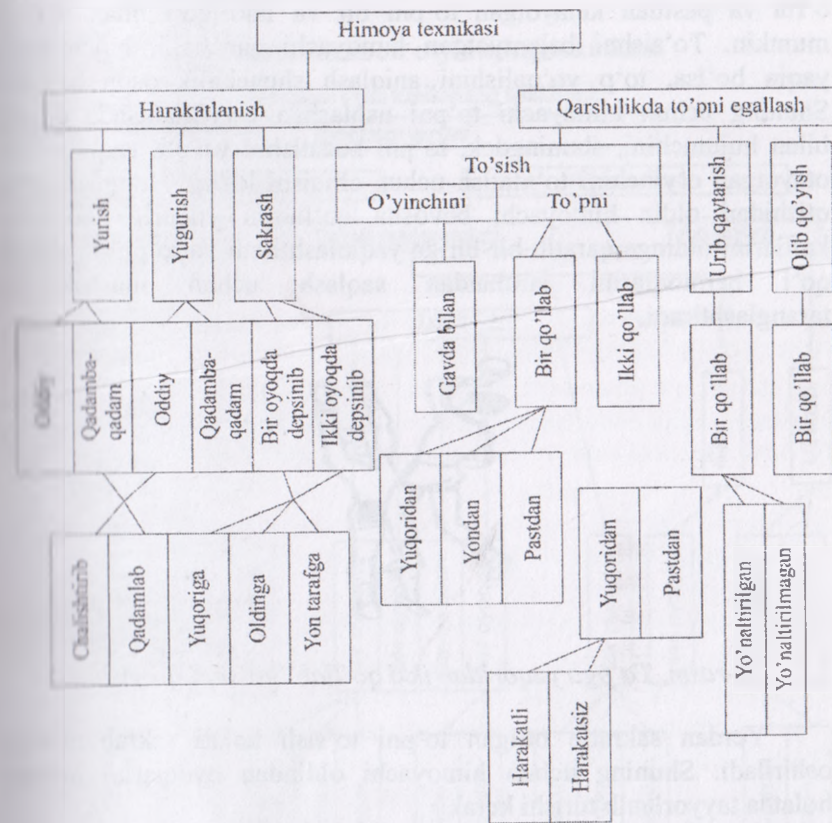 Himoya texnikasi
Harakatlanish
Qarshilikda to'pni egallash
To'sish
O'yinchini
To'pni
Yurish
Yugurish
Sakrash
Urib qaytarish
Olib qo'yish
Oddiy
Qadamba-
qadam
Oddiy
Qadamba
qadam
Bir oyoqda
depsinib
Ikki oyoqda
depsinib
Gavda bilan
Bir qo'llab
Ikki qo'llab
Bir qo'llab
Bir qo'llab
Chalishtirib
Qadamlab
Yuqoriga
Oldinga
Yon tarafga
Yuqoridan
Yondan
Pastdan
Yuqoridan
Pastdan
Yo'naltirilgan
Yo'naltirilmagan
Harakatli
Harakatsiz